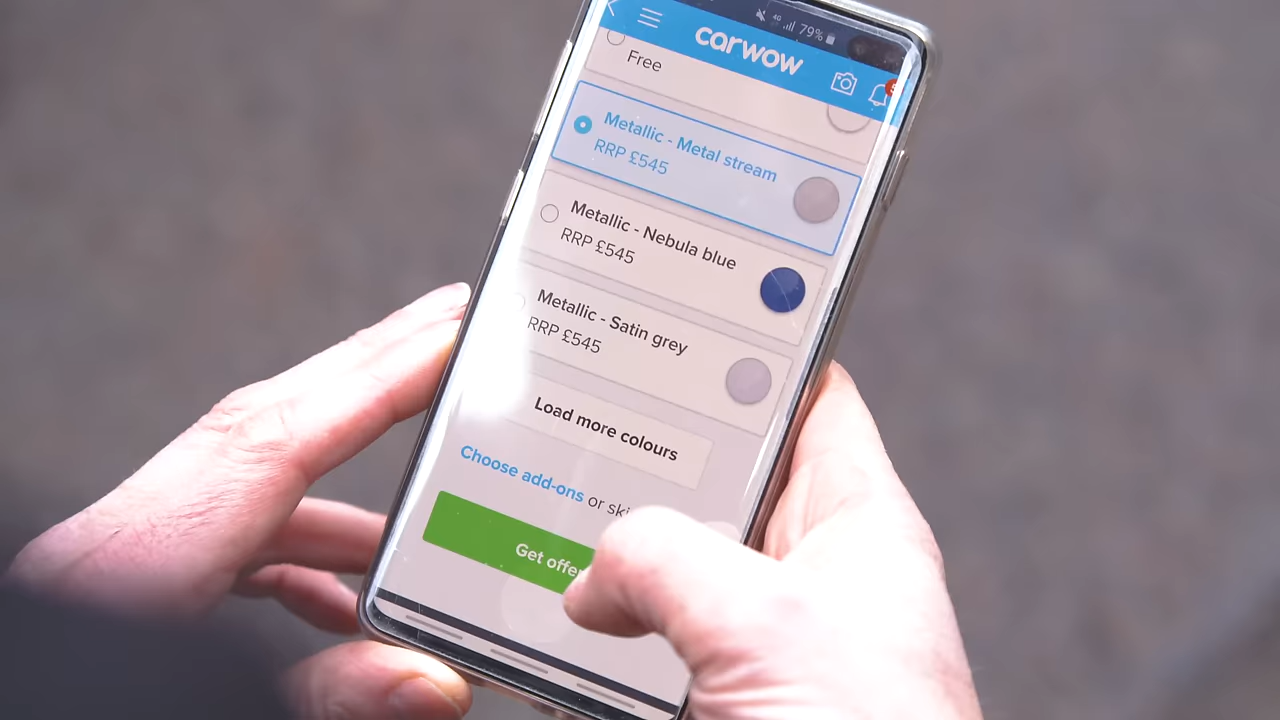 4G 79%
carwow
Free
Metallic - Metal stream
RRP £545
Metallic - Nebula blue
RRP £545
Metallic - Satin grey
RRP £545
Load more colours
Choose add-ons or
Get